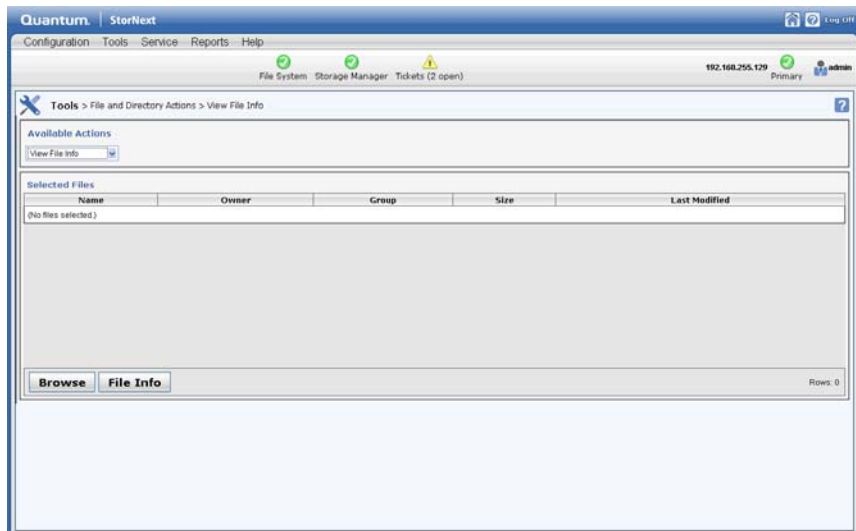 Quantum. StorNext Log Off
Configuration Tools Service Reports Help
File System Storage Manager Tickets (2 open) 192.168.255.129 Primary admin
Tools > File and Directory Actions > View File Info
Available Actions
View File Info
Selected Files
Name Owner Group Size Last Modified
(No files selected.)
Browse File Info Rows: 0